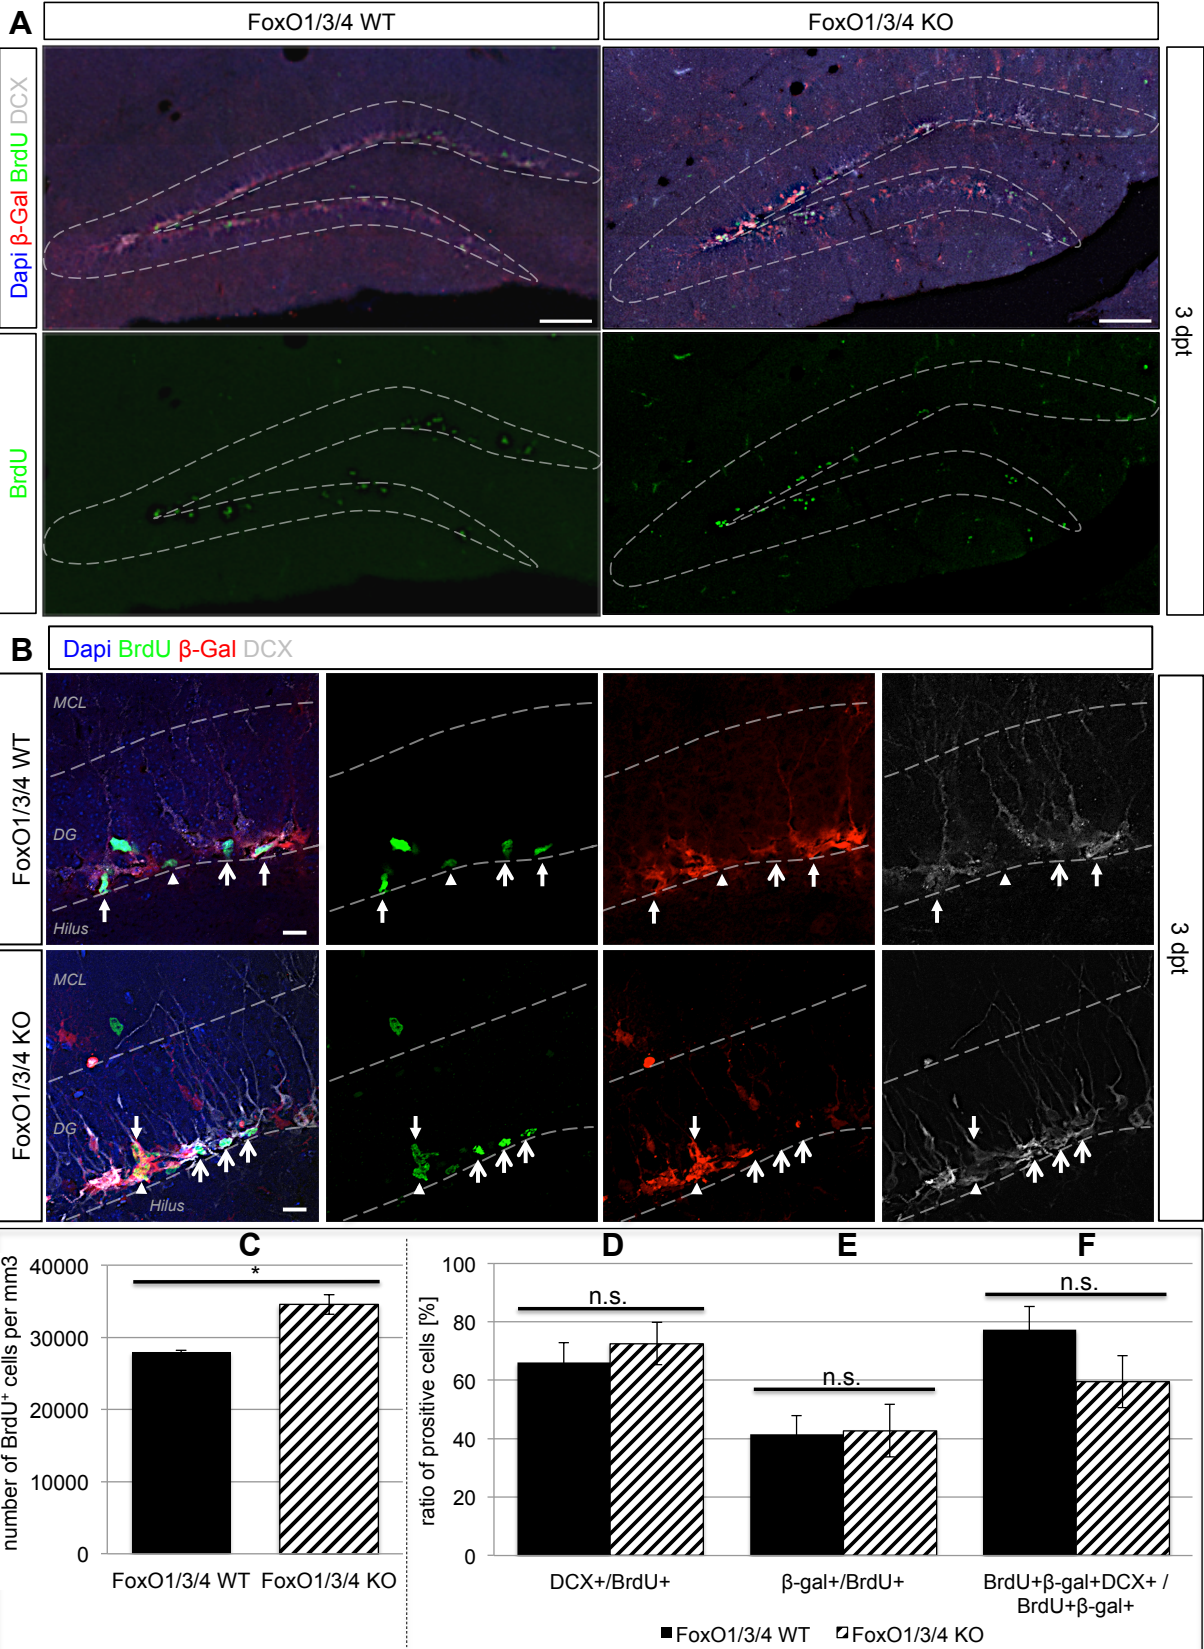 A
FoxO1/3/4 WT
FoxO1/3/4 KO
Dapi β-Gal BrdU DCX
BrdU
3 dpt
B
Dapi BrdU β-Gal DCX
FoxO1/3/4 WT
MCL
DG
Hilus
FoxO1/3/4 KO
MCL
DG
Hilus
3 dpt
C
number of BrdU⁺ cells per mm3
40000
30000
20000
10000
0
*
FoxO1/3/4 WT
FoxO1/3/4 KO
D
E
F
ratio of prositive cells [%]
100
80
60
40
20
0
n.s.
n.s.
n.s.
DCX+/BrdU+
β-gal+/BrdU+
BrdU+β-gal+DCX+ /
BrdU+β-gal+
FoxO1/3/4 WT
FoxO1/3/4 KO